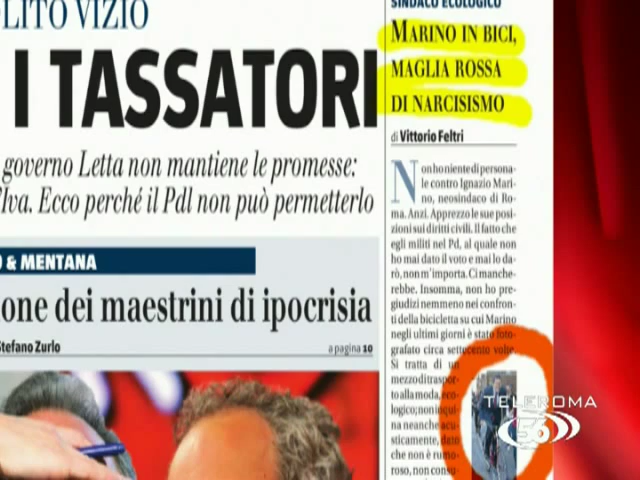 OLITO VIZIO
I TASSATORI
governo Letta non mantiene le promesse:
l'Iva. Ecco perché il Pdl non può permetterlo
& MENTANA
one dei maestrini di ipocrisia
Stefano Zurlo
a pagina 10
SINDACO ECOLOGICO
MARINO IN BICI,
MAGLIA ROSSA
DI NARCISISMO
di Vittorio Feltri
Non ho niente di persona-
le contro Ignazio Mari-
no, neosindaco di Ro-
ma. Anzi. Apprezzo le sue po-
sizioni sui diritti civili. Il fatto che
egli militi nel Pd, al quale non
ho mai dato il voto e mai lo da-
rò, non m'importa. Ci manche-
rebbe. Insomma, non ho pre-
giudizi nemmeno nei confron-
ti della bicicletta su cui Marino
negli ultimi giorni è stato foto-
grafato circa settecento volte.
Si tratta di un
mezzo di traspor-
to alla moda, eco-
logico; non inqui-
na neanche acu-
sticamente, dato
che non è rumo-
roso, non consu-
TELEROMA
56